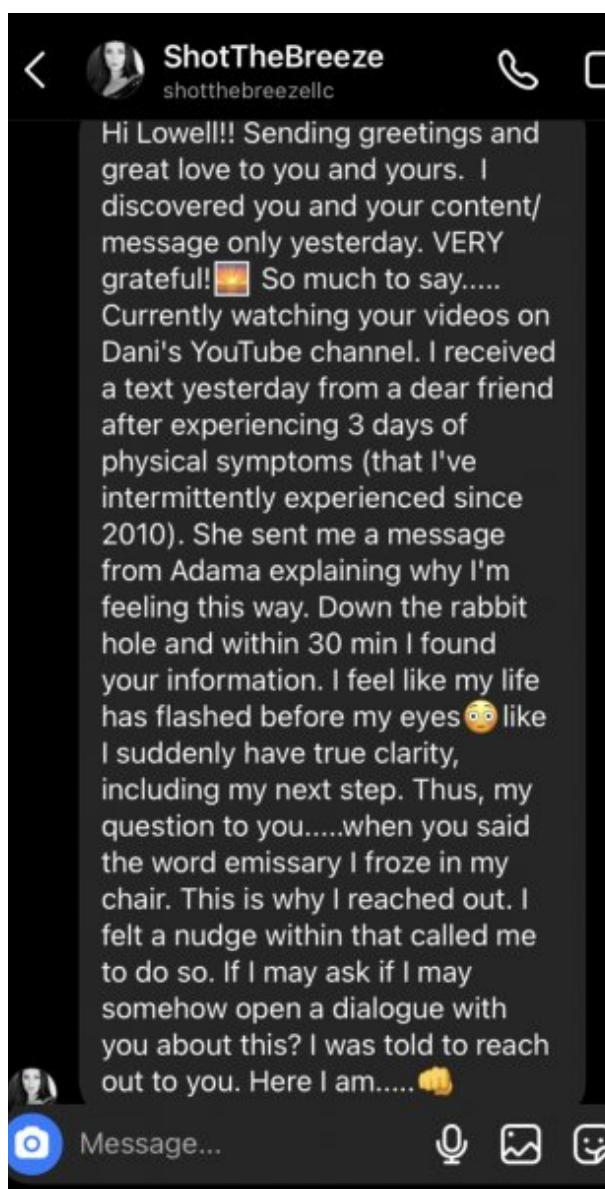 ShotTheBreeze
shotthebreezellc
Hi Lowell!! Sending greetings and
great love to you and yours.  I
discovered you and your content/
message only yesterday. VERY
grateful!🌅 So much to say.....
Currently watching your videos on
Dani's YouTube channel. I received
a text yesterday from a dear friend
after experiencing 3 days of
physical symptoms (that I've
intermittently experienced since
2010). She sent me a message
from Adama explaining why I'm
feeling this way. Down the rabbit
hole and within 30 min I found
your information. I feel like my life
has flashed before my eyes😳like
I suddenly have true clarity,
including my next step. Thus, my
question to you.....when you said
the word emissary I froze in my
chair. This is why I reached out. I
felt a nudge within that called me
to do so. If I may ask if I may
somehow open a dialogue with
you about this? I was told to reach
out to you. Here I am.....👊
Message...